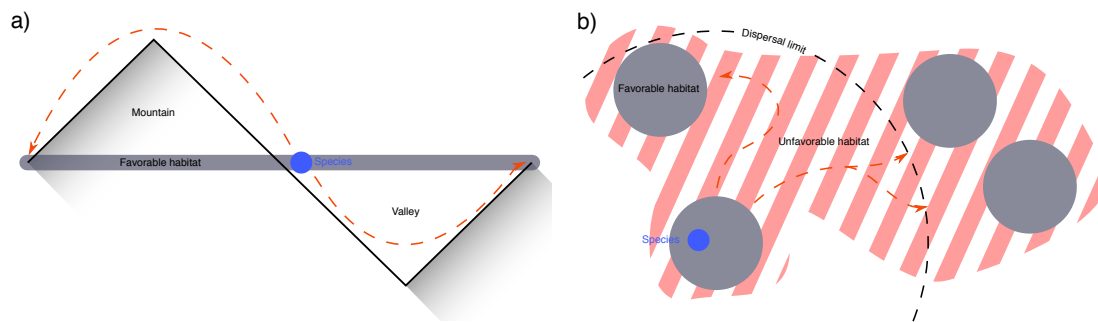 a)
Mountain
Favorable habitat
Species
Valley
b)
Dispersal limit
Favorable habitat
Unfavorable habitat
Species